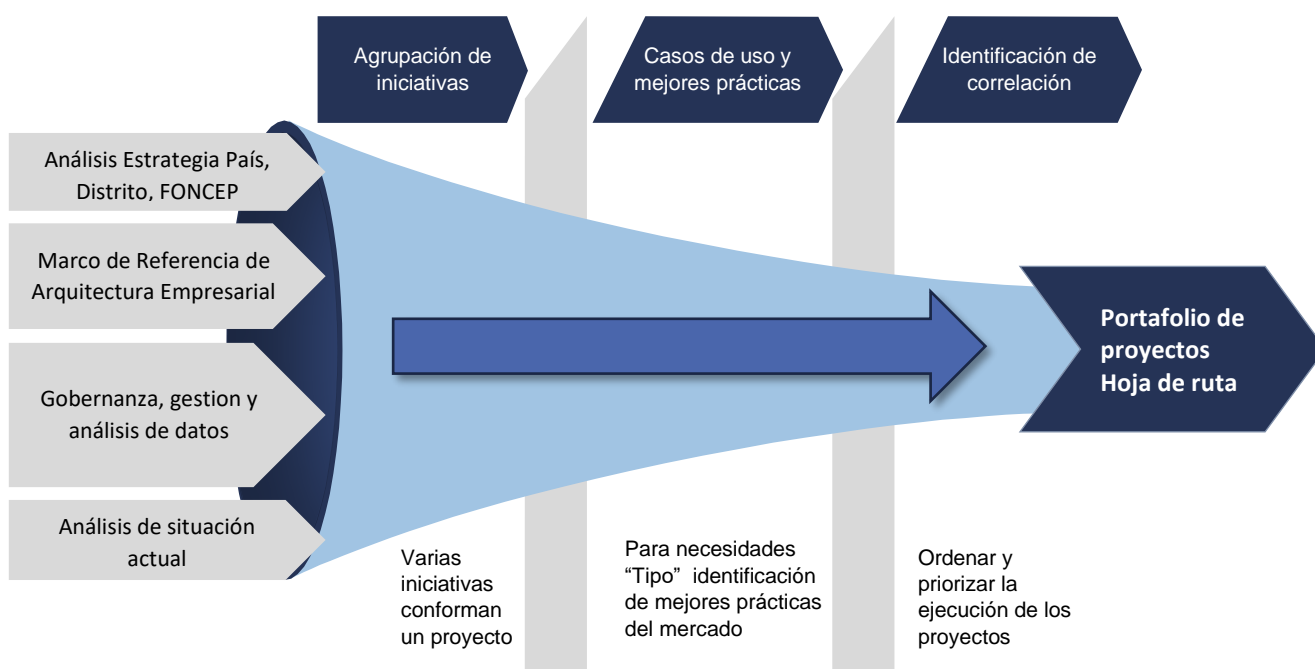 Agrupación de
iniciativas
Casos de uso y
mejores prácticas
Identificación de
correlación
Análisis Estrategia País,
Distrito, FONCEP
Marco de Referencia de
Arquitectura Empresarial
Gobernanza, gestion y
análisis de datos
Análisis de situación
actual
Portafolio de
proyectos
Hoja de ruta
Varias
iniciativas
conforman
un proyecto
Para necesidades
“Tipo” identificación
de mejores prácticas
del mercado
Ordenar y
priorizar la
ejecución de los
proyectos